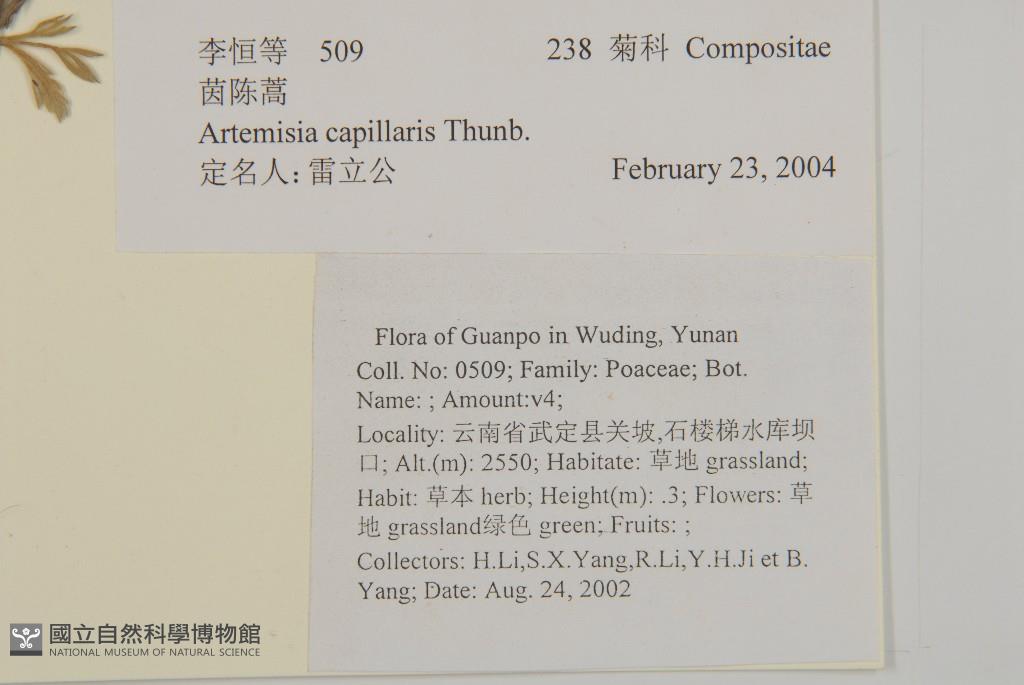 李恒等 509 238 菊科 Compositae
茵陈蒿
Artemisia capillaris Thunb.
定名人: 雷立公 February 23, 2004
Flora of Guanpo in Wuding, Yunan
Coll. No: 0509; Family: Poaceae; Bot.
Name: ; Amount:v4;
Locality: 云南省武定县关坡,石楼梯水库坝
口; Alt.(m): 2550; Habitate: 草地 grassland;
Habit: 草本 herb; Height(m): .3; Flowers: 草
地 grassland绿色 green; Fruits: ;
Collectors: H.Li,S.X.Yang,R.Li,Y.H.Ji et B.
Yang; Date: Aug. 24, 2002
國立自然科學博物館
NATIONAL MUSEUM OF NATURAL SCIENCE